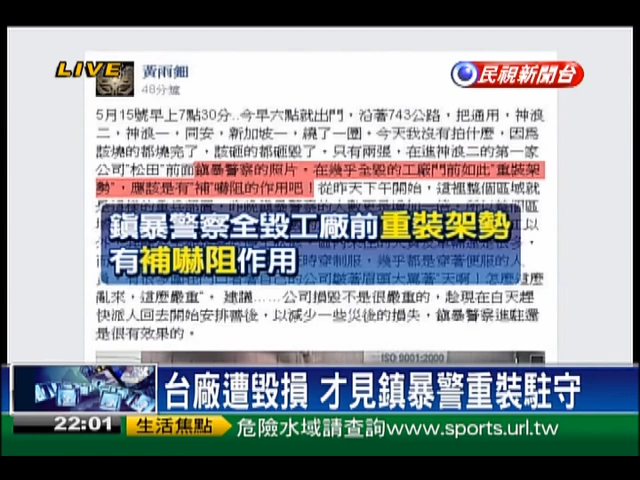 LIVE
黃雨鈿
48分鐘
民視新聞台
5月15號早上7點30分..今早六點就出門，沿著743公路，把通用，神浪
二，神浪一，同安，新加坡一，繞了一圈。今天我沒有拍什麼，因為
該燒的都燒完了，該砸的都砸毀了。只有兩張，在進神浪二的第一家
公司"松田"前面鎮暴警察的照片。在幾乎全毀的工廠門前如此"重裝架
勢"，應該是有"補"嚇阻的作用吧！從昨天下午開始，這裡整個區域就
鎮暴警察全毀工廠前重裝架勢
有補嚇阻作用
亂來，這麼嚴重"。 建議……公司損毀不是很嚴重的，趁現在白天趕
快派人回去開始安排善後，以減少一些災後的損失，鎮暴警察進駐還
是很有效果的。
ISO 9001:2000
台廠遭毀損 才見鎮暴警重裝駐守
22:01 生活焦點 危險水域請查詢www.sports.url.tw